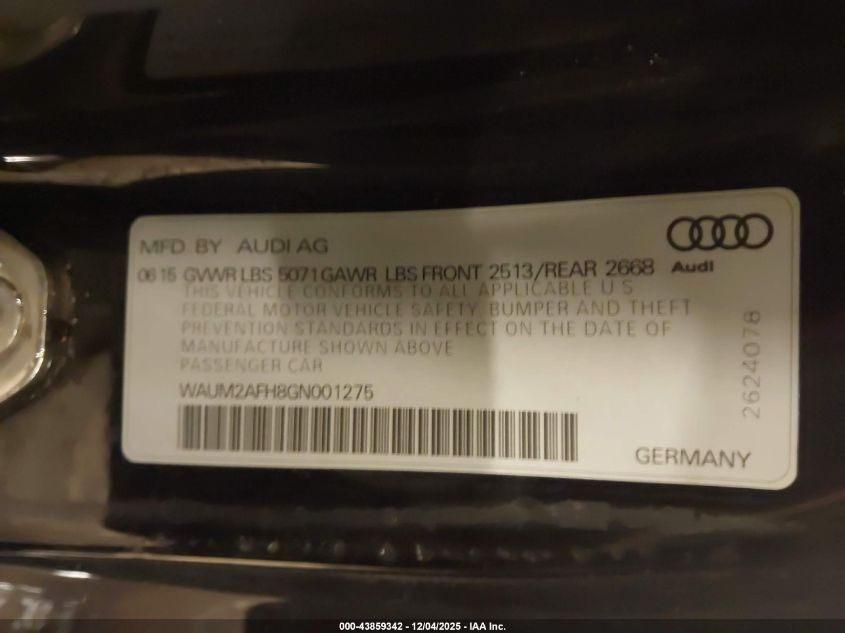 MFD BY AUDI AG
06 15 GVWR LBS 5071 GAWR LBS FRONT 2513/REAR 2668
Audi
THIS VEHICLE CONFORMS TO ALL APPLICABLE U S
FEDERAL MOTOR VEHICLE SAFETY, BUMPER AND THEFT
PREVENTION STANDARDS IN EFFECT ON THE DATE OF
MANUFACTURE SHOWN ABOVE
PASSENGER CAR
WAUM2AFH8GN001275
2624078
GERMANY
000-43859342 - 12/04/2025 - IAA Inc.